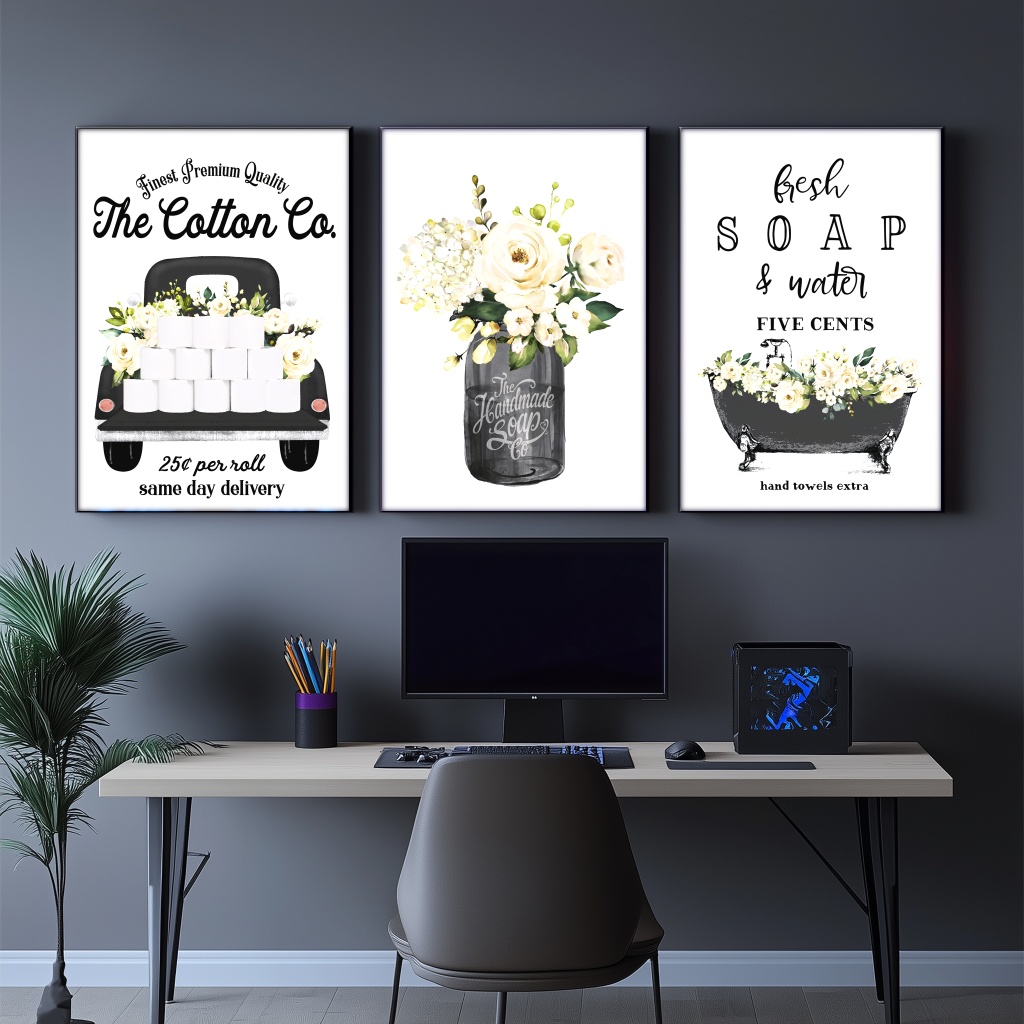 Finest Premium Quality
The Cotton Co.
25¢ per roll
same day delivery
The
Handmade
Soap
Co
fresh
SOAP
& water
FIVE CENTS
hand towels extra